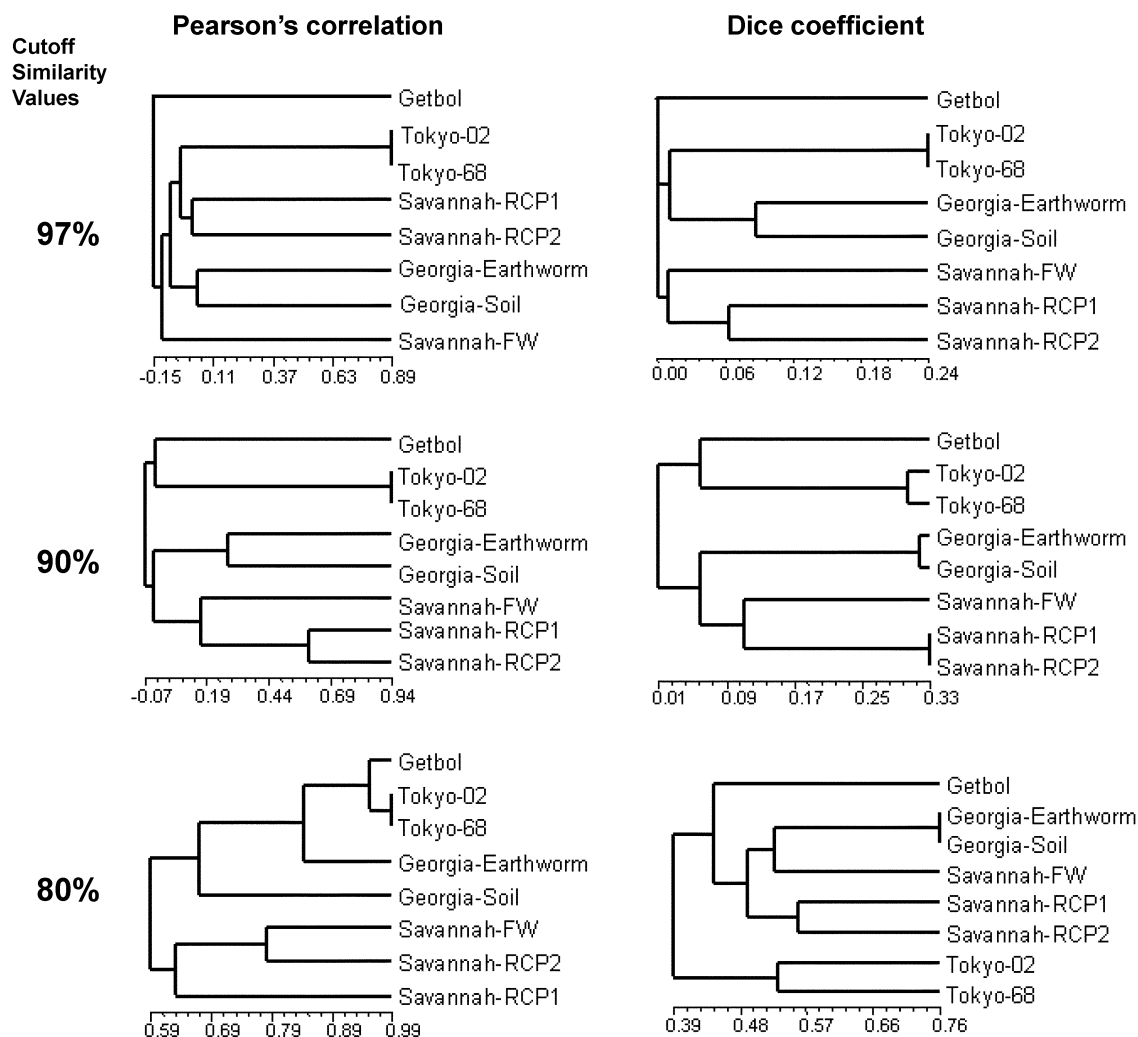 Pearson's correlation
Dice coefficient
Cutoff
Similarity
Values
97%
Getbol
Tokyo-02
Tokyo-68
Savannah-RCP1
Savannah-RCP2
Georgia-Earthworm
Georgia-Soil
Savannah-FW
-0.15 0.11 0.37 0.63 0.89
Getbol
Tokyo-02
Tokyo-68
Georgia-Earthworm
Georgia-Soil
Savannah-FW
Savannah-RCP1
Savannah-RCP2
0.00 0.06 0.12 0.18 0.24
90%
Getbol
Tokyo-02
Tokyo-68
Georgia-Earthworm
Georgia-Soil
Savannah-FW
Savannah-RCP1
Savannah-RCP2
-0.07 0.19 0.44 0.69 0.94
Getbol
Tokyo-02
Tokyo-68
Georgia-Earthworm
Georgia-Soil
Savannah-FW
Savannah-RCP1
Savannah-RCP2
0.01 0.09 0.17 0.25 0.33
80%
Getbol
Tokyo-02
Tokyo-68
Georgia-Earthworm
Georgia-Soil
Savannah-FW
Savannah-RCP2
Savannah-RCP1
0.59 0.69 0.79 0.89 0.99
Getbol
Georgia-Earthworm
Georgia-Soil
Savannah-FW
Savannah-RCP1
Savannah-RCP2
Tokyo-02
Tokyo-68
0.39 0.48 0.57 0.66 0.76